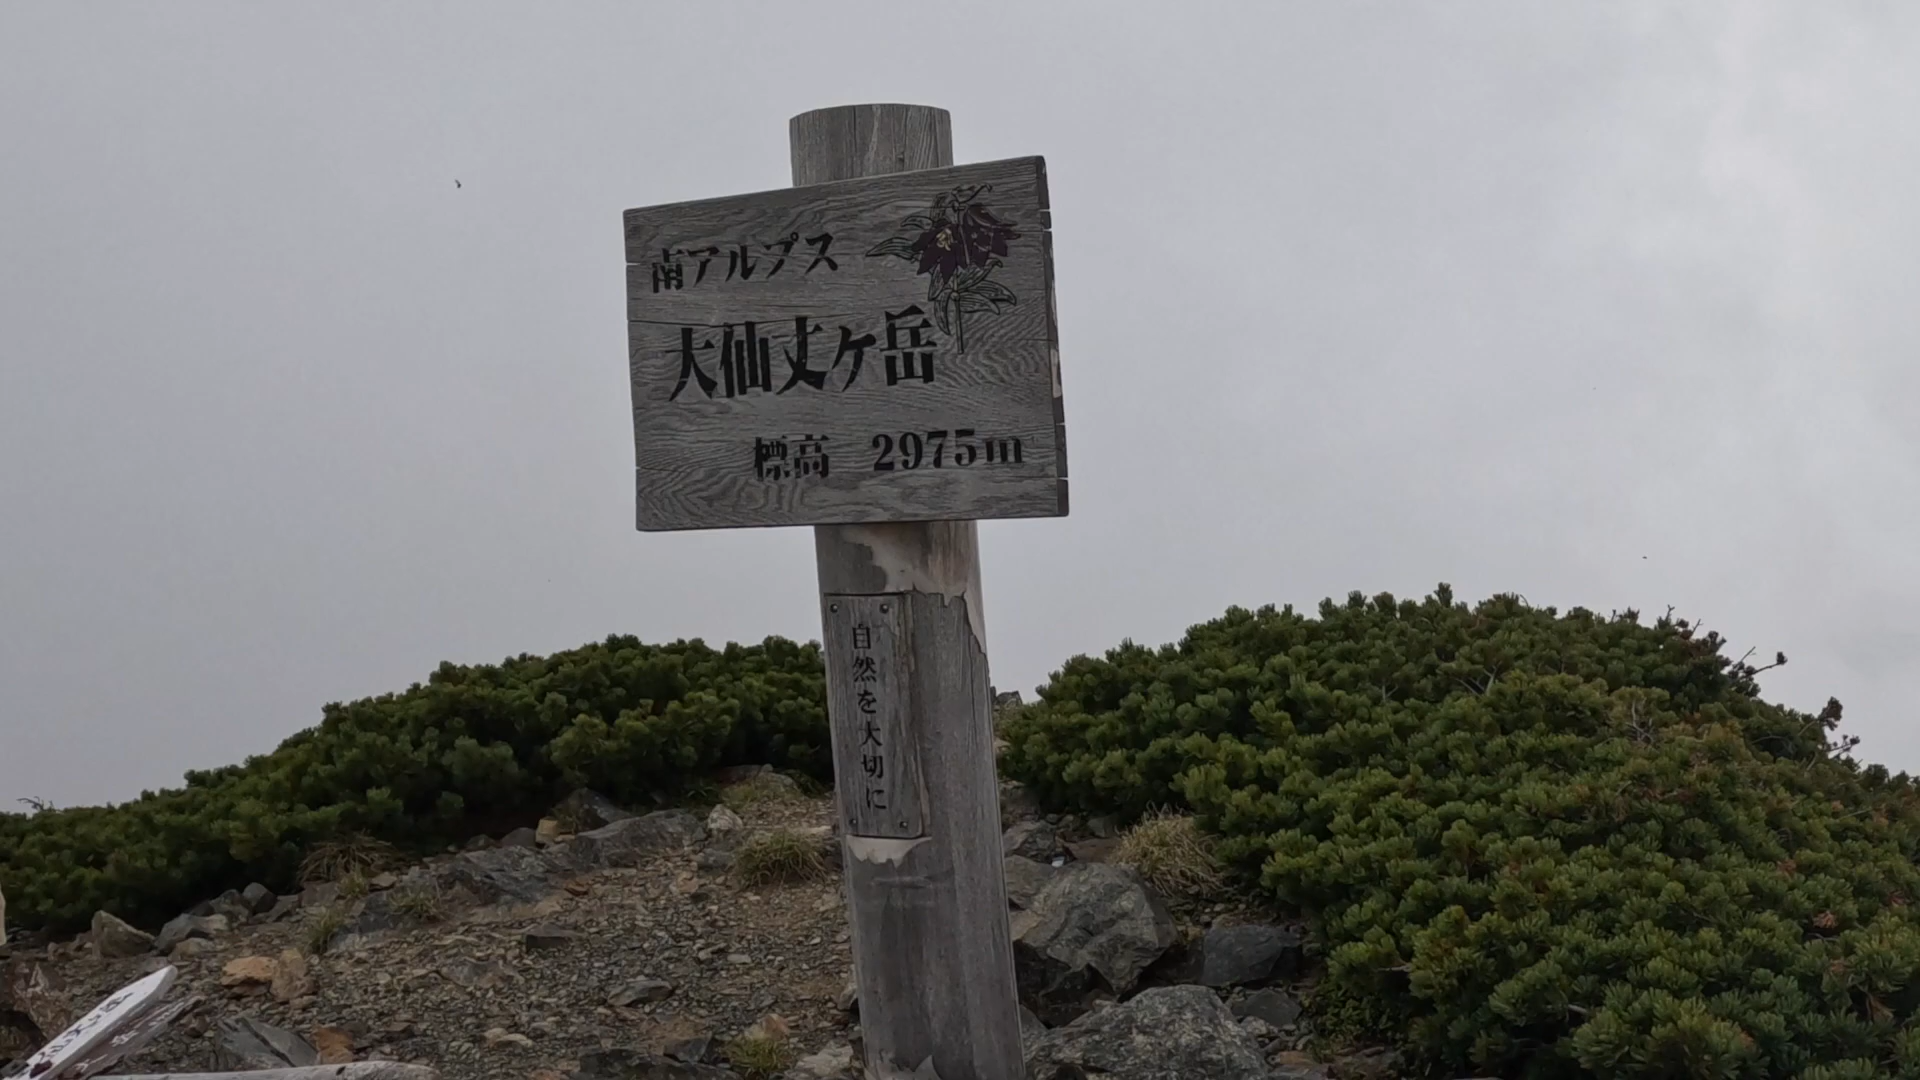 南アルプス
大仙丈ケ岳
標高 2975m
自然を大切に